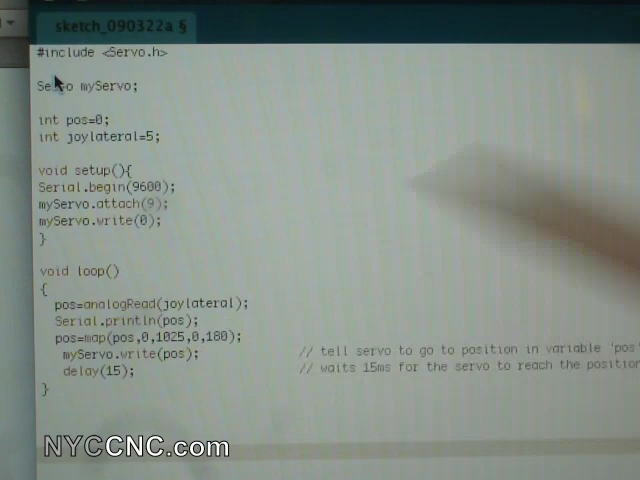 sketch_090322a §
#include <Servo.h>
Servo myServo;
int pos=0;
int joylateral=5;
void setup(){
Serial.begin(9600);
myServo.attach(9);
myServo.write(0);
}
void loop()
{
pos=analogRead(joylateral);
Serial.println(pos);
pos=map(pos,0,1025,0,180);
myServo.write(pos); // tell servo to go to position in variable 'pos'
delay(15); // waits 15ms for the servo to reach the position
}
NYCCNC.com